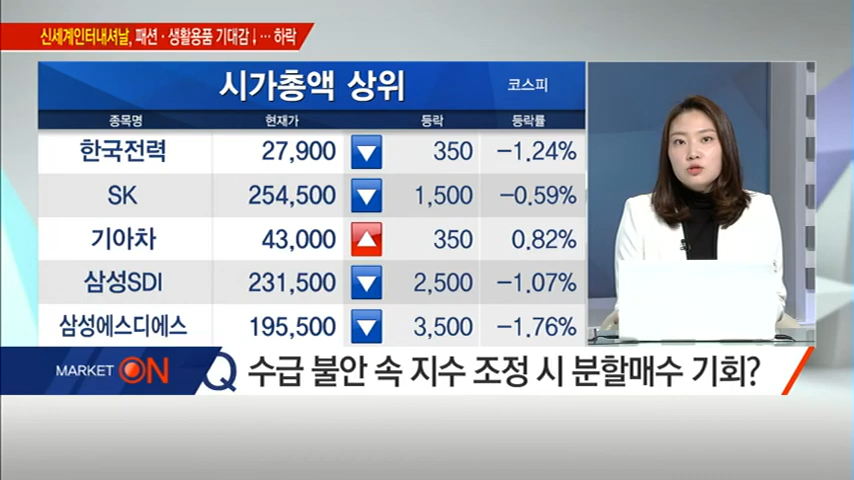 신세계인터내셔날, 패션·생활용품 기대감↓… 하락
시가총액 상위 코스피
종목명 현재가 등락 등락률
한국전력 27,900 ▼ 350 -1.24%
SK 254,500 ▼ 1,500 -0.59%
기아차 43,000 ▲ 350 0.82%
삼성SDI 231,500 ▼ 2,500 -1.07%
삼성에스디에스 195,500 ▼ 3,500 -1.76%
MARKET ON Q 수급 불안 속 지수 조정 시 분할매수 기회?